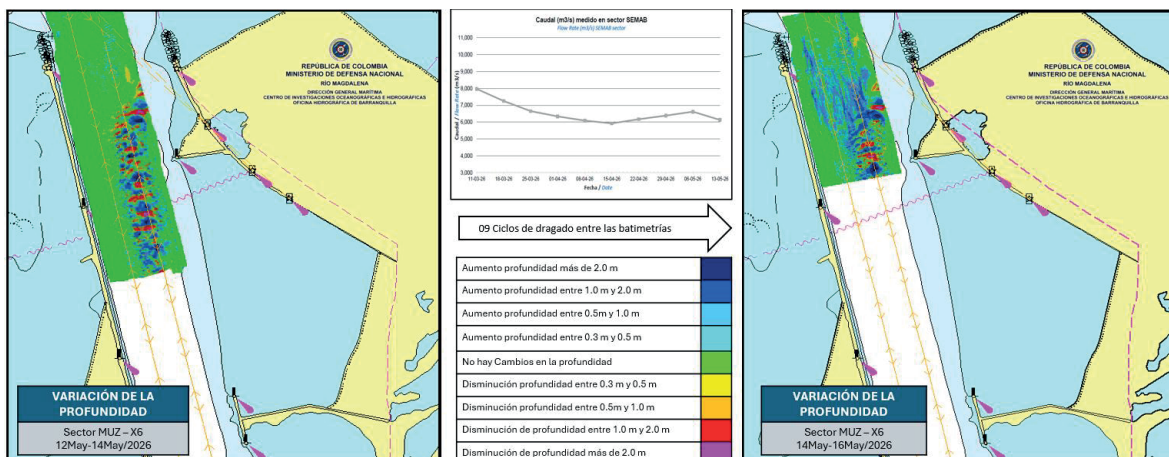 REPÚBLICA DE COLOMBIA
MINISTERIO DE DEFENSA NACIONAL
RÍO MAGDALENA
DIRECCIÓN GENERAL MARÍTIMA
CENTRO DE INVESTIGACIONES OCEANOGRÁFICAS E HIDROGRÁFICAS
OFICINA HIDROGRÁFICA DE BARRANQUILLA
VARIACIÓN DE LA
PROFUNDIDAD
Sector MUZ – X6
12May-14May/2026
Caudal (m3/s) medido en sector SEMAB
Flow Rate (m3/s) SEMAB sector
Caudal / Flow Rate (m3/s)
11,000
10,000
9,000
8,000
7,000
6,000
5,000
4,000
3,000
11-03-26 18-03-26 25-03-26 01-04-26 08-04-26 15-04-26 22-04-26 29-04-26 06-05-26 13-05-26
Fecha / Date
09 Ciclos de dragado entre las batimetrías
Aumento profundidad más de 2.0 m
Aumento profundidad entre 1.0 m y 2.0 m
Aumento profundidad entre 0.5m y 1.0 m
Aumento profundidad entre 0.3 m y 0.5 m
No hay Cambios en la profundidad
Disminución profundidad entre 0.3 m y 0.5 m
Disminución profundidad entre 0.5m y 1.0 m
Disminución de profundidad entre 1.0 m y 2.0 m
Disminución de profundidad más de 2.0 m
REPÚBLICA DE COLOMBIA
MINISTERIO DE DEFENSA NACIONAL
RÍO MAGDALENA
DIRECCIÓN GENERAL MARÍTIMA
CENTRO DE INVESTIGACIONES OCEANOGRÁFICAS E HIDROGRÁFICAS
OFICINA HIDROGRÁFICA DE BARRANQUILLA
VARIACIÓN DE LA
PROFUNDIDAD
Sector MUZ – X6
14May-16May/2026